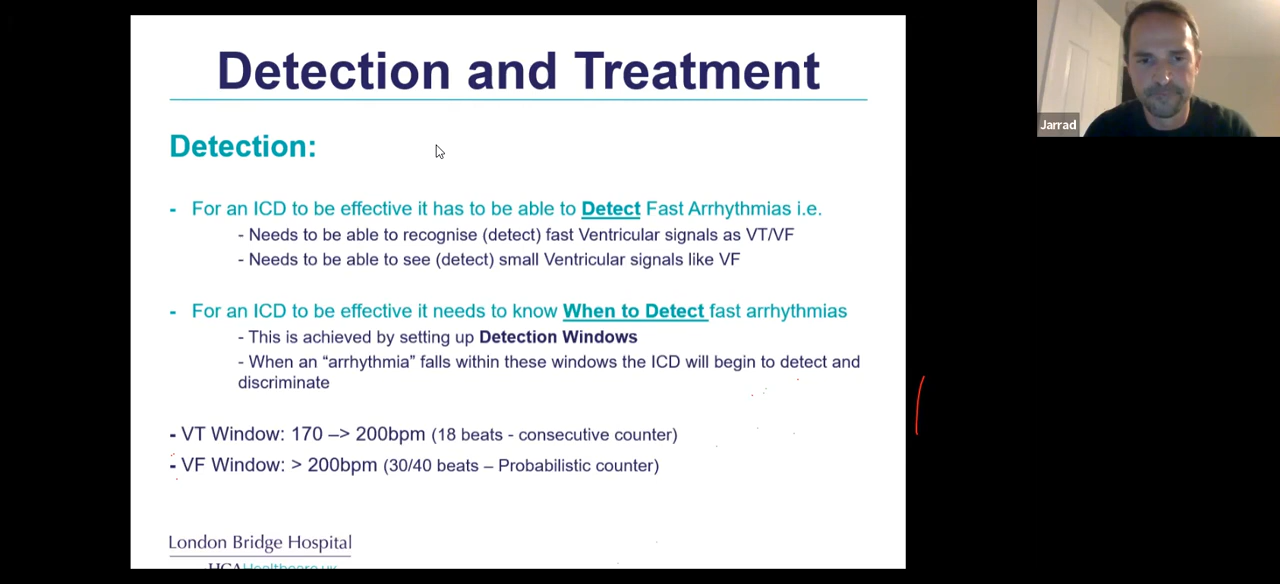 Detection and Treatment
Jarrad
Detection:
- For an ICD to be effective it has to be able to Detect Fast Arrhythmias i.e.
- Needs to be able to recognise (detect) fast Ventricular signals as VT/VF
- Needs to be able to see (detect) small Ventricular signals like VF
- For an ICD to be effective it needs to know When to Detect fast arrhythmias
- This is achieved by setting up Detection Windows
- When an “arrhythmia” falls within these windows the ICD will begin to detect and
discriminate
- VT Window: 170 –> 200bpm (18 beats - consecutive counter)
- VF Window: > 200bpm (30/40 beats – Probabilistic counter)
London Bridge Hospital
HCAHealthcare.uk